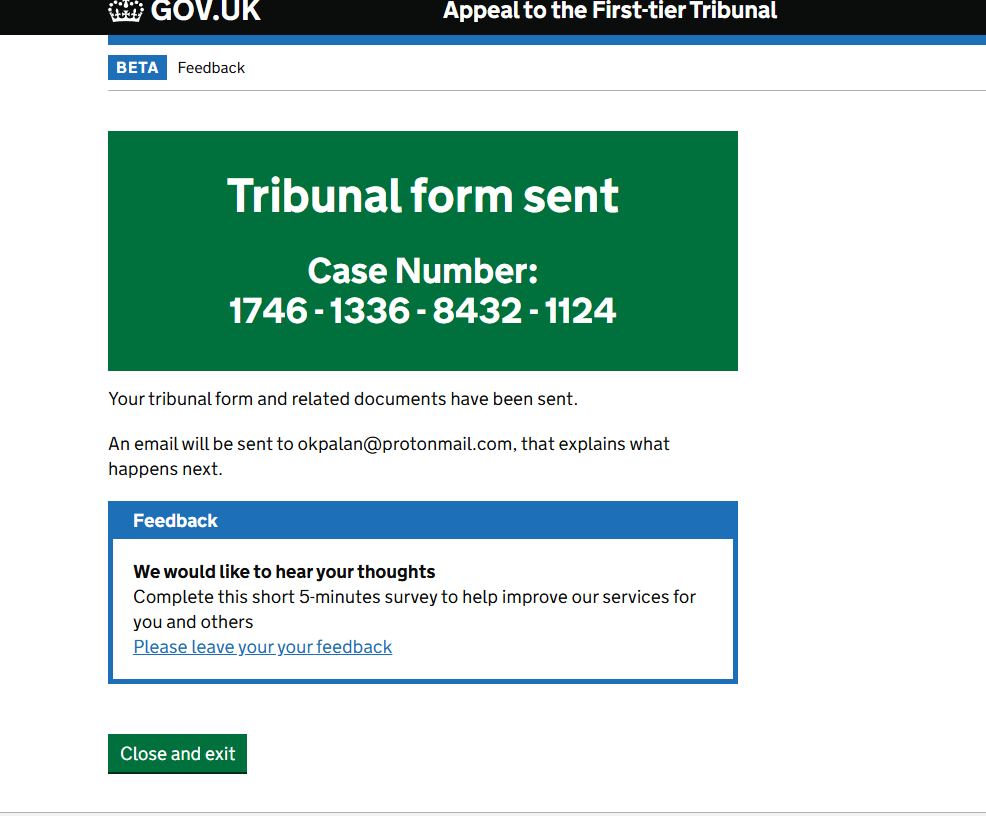 GOV.UK
Appeal to the First-tier Tribunal
BETA Feedback
Tribunal form sent
Case Number:
1746 - 1336 - 8432 - 1124
Your tribunal form and related documents have been sent.
An email will be sent to okpalan@protonmail.com, that explains what
happens next.
Feedback
We would like to hear your thoughts
Complete this short 5-minutes survey to help improve our services for
you and others
Please leave your your feedback
Close and exit